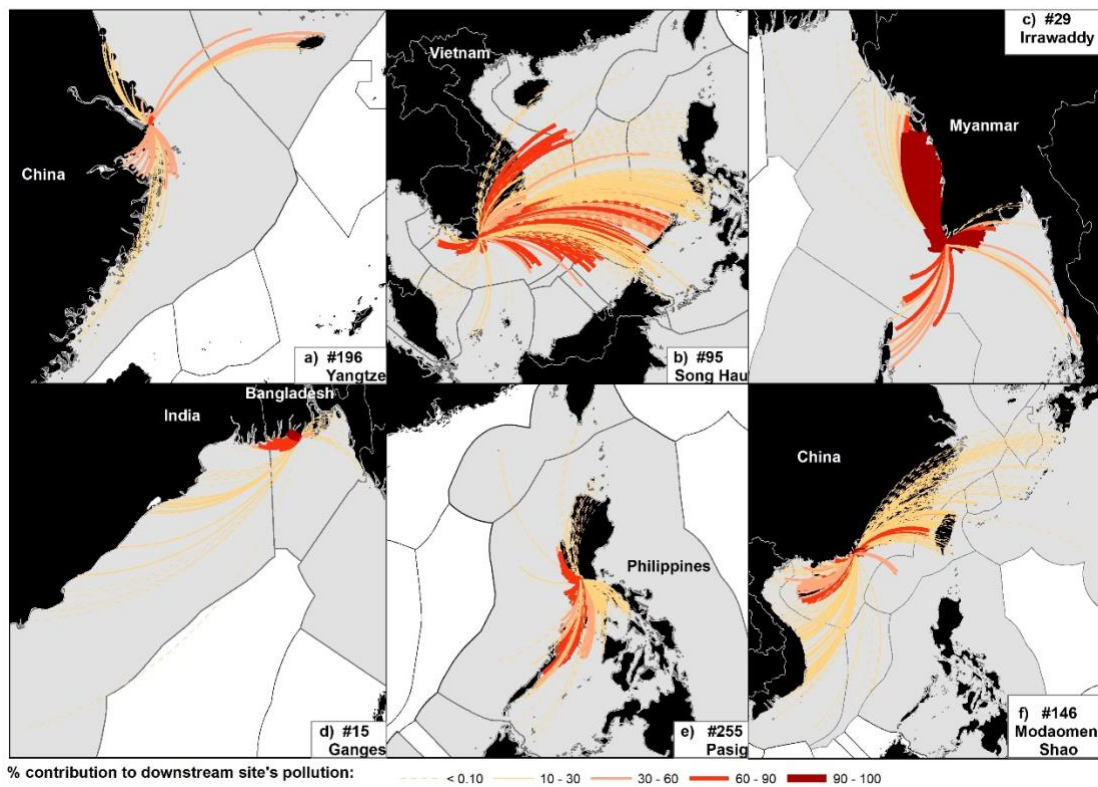 China
a) #196
Yangtze
Vietnam
b) #95
Song Hau
c) #29
Irrawaddy
Myanmar
India
Bangladesh
d) #15
Ganges
Philippines
e) #255
Pasig
China
f) #146
Modaomen
Shao
% contribution to downstream site's pollution: < 0.10 10 - 30 30 - 60 60 - 90 90 - 100